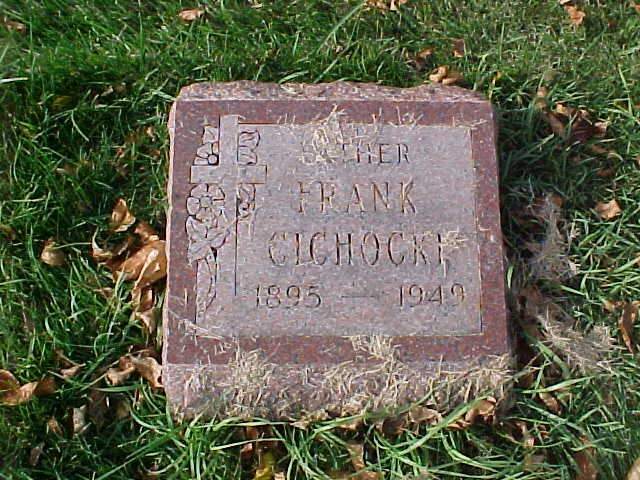 FATHER
FRANK
CICHOCKI
1895 — 1949